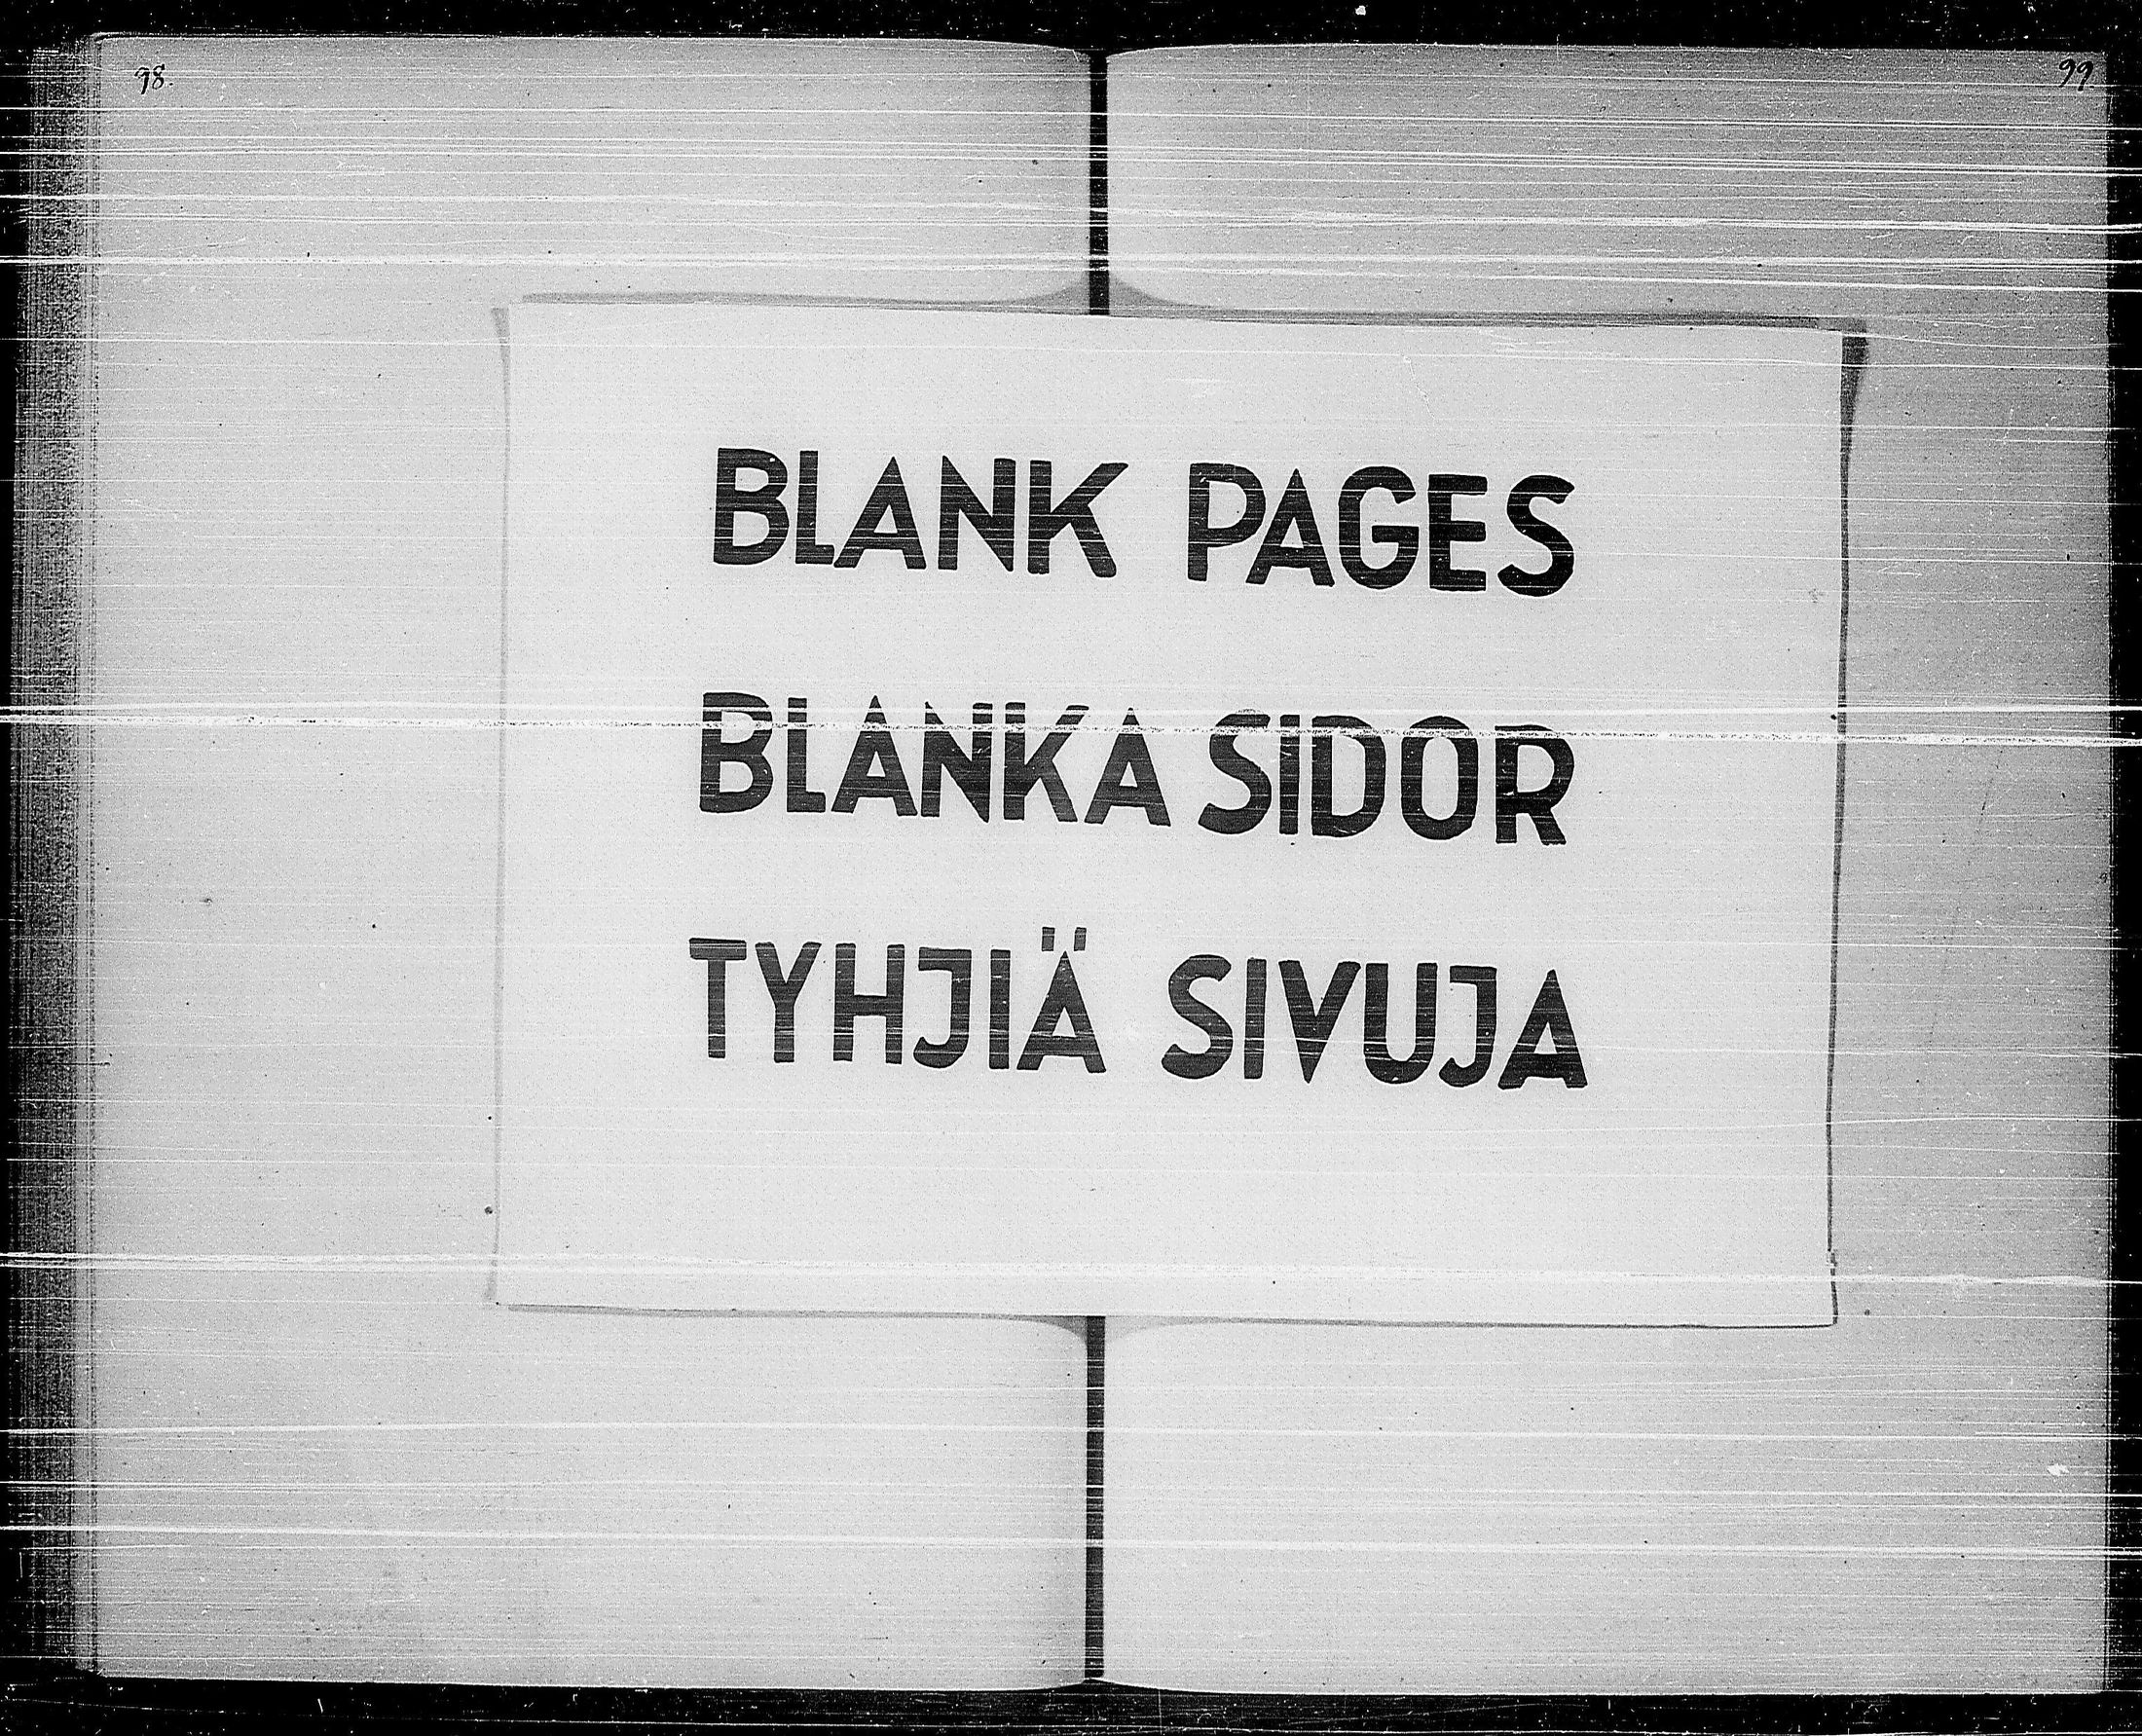 98.
99.
BLANK PAGES
BLANKA SIDOR
TYHJIÄ SIVUJA